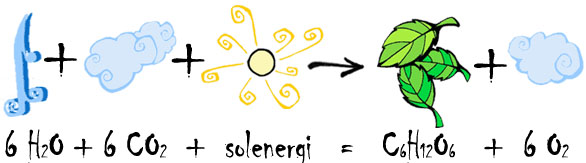 6 H2O + 6 CO2 + solenergi = C6H12O6 + 6 O2